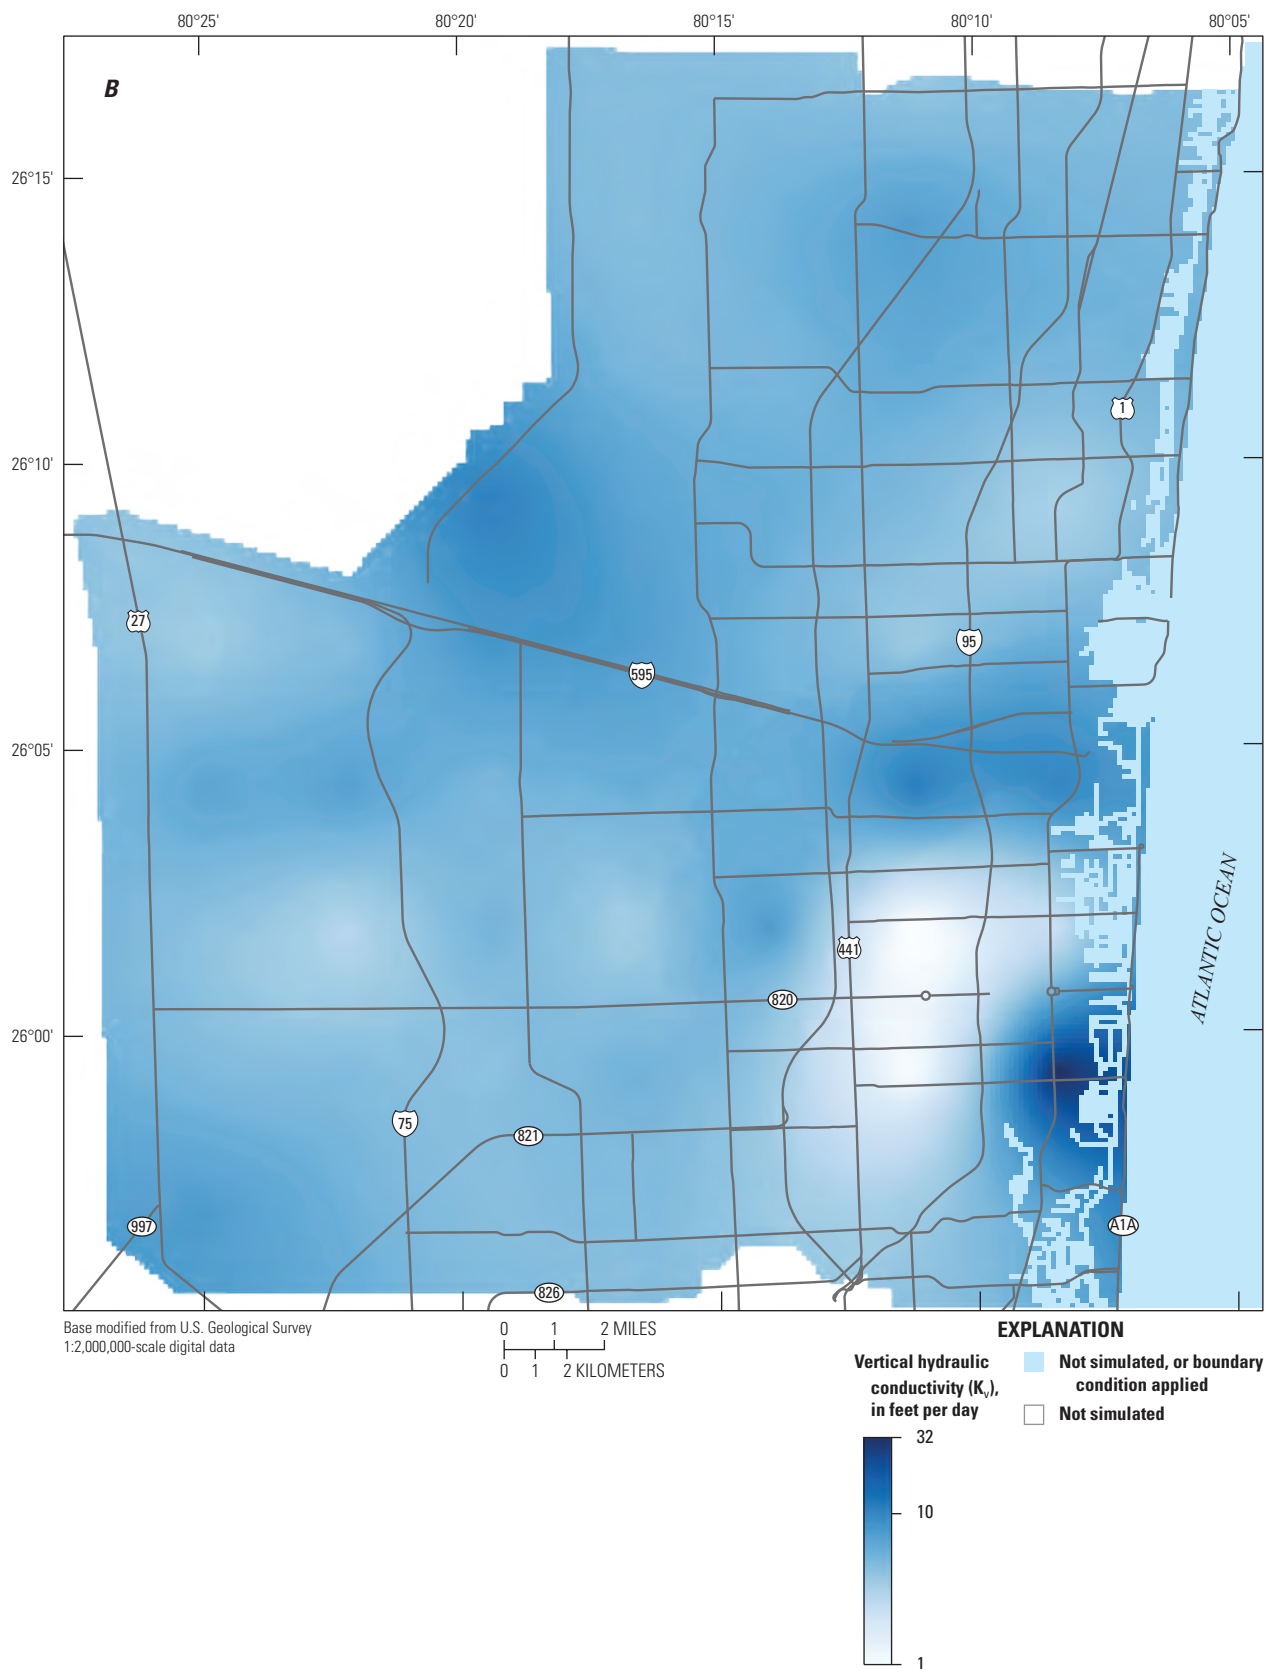 80°25'
80°20'
80°15'
80°10'
80°05'
B
26°15'
1
26°10'
27
95
595
26°05'
ATLANTIC OCEAN
441
820
26°00'
75
821
997
A1A
826
Base modified from U.S. Geological Survey
1:2,000,000-scale digital data
0 1 2 MILES
0 1 2 KILOMETERS
EXPLANATION
Vertical hydraulic
conductivity (Kv),
in feet per day
32
10
1
Not simulated, or boundary
condition applied
Not simulated